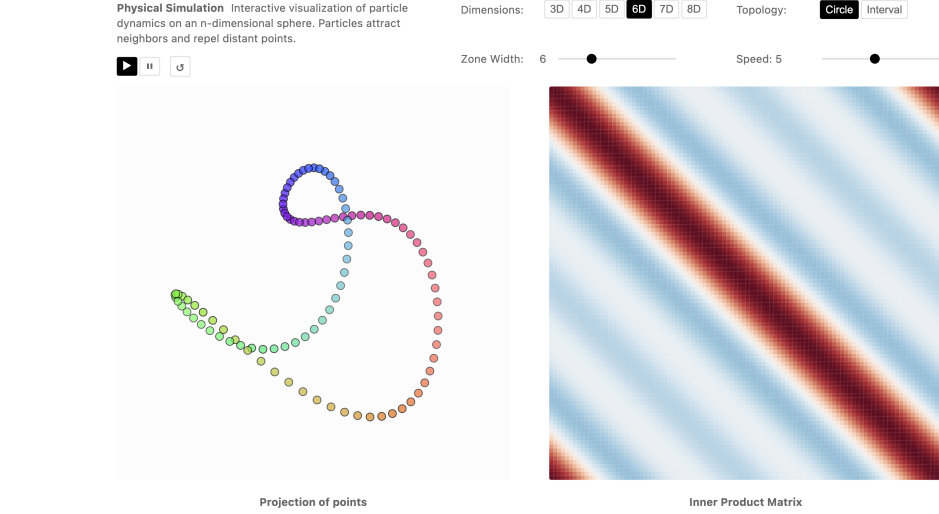 Physical Simulation Interactive visualization of particle
dynamics on an n-dimensional sphere. Particles attract
neighbors and repel distant points.
Dimensions: 3D 4D 5D 6D 7D 8D Topology: Circle Interval
Zone Width: 6 Speed: 5
Projection of points Inner Product Matrix